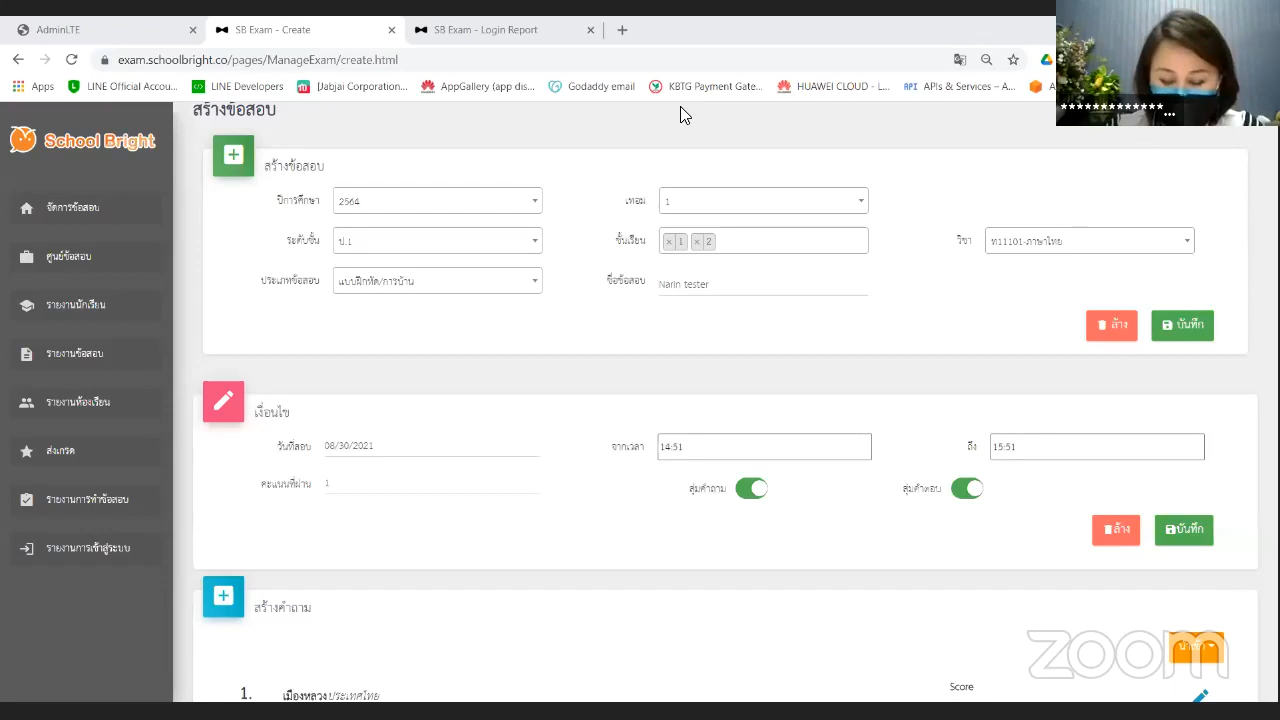 AdminLTE
SB Exam - Create
SB Exam - Login Report
exam.schoolbright.co/pages/ManageExam/create.html
Apps
LINE Official Accou...
LINE Developers
[Jabjai Corporation...
AppGallery (app dis...
Godaddy email
KBTG Payment Gate...
HUAWEI CLOUD - L...
API APIs & Services – A...
*************
...
School Bright
จัดการข้อสอบ
ศูนย์ข้อสอบ
รายงานนักเรียน
รายงานข้อสอบ
รายงานห้องเรียน
ส่งเกรด
รายงานการทำข้อสอบ
รายงานการเข้าสู่ระบบ
สร้างข้อสอบ
สร้างข้อสอบ
ปีการศึกษา 2564 เทอม 1
ระดับชั้น ป.1 ชั้นเรียน × 1 × 2 วิชา ท11101-ภาษาไทย
ประเภทข้อสอบ แบบฝึกหัด/การบ้าน ชื่อข้อสอบ Narin tester
ล้าง บันทึก
เงื่อนไข
วันที่สอบ 08/30/2021 จากเวลา 14:51 ถึง 15:51
คะแนนที่ผ่าน 1 สุ่มคำถาม สุ่มคำตอบ
ล้าง บันทึก
สร้างคำถาม
นำเข้า
zoom
Score
1. เมืองหลวงประเทศไทย